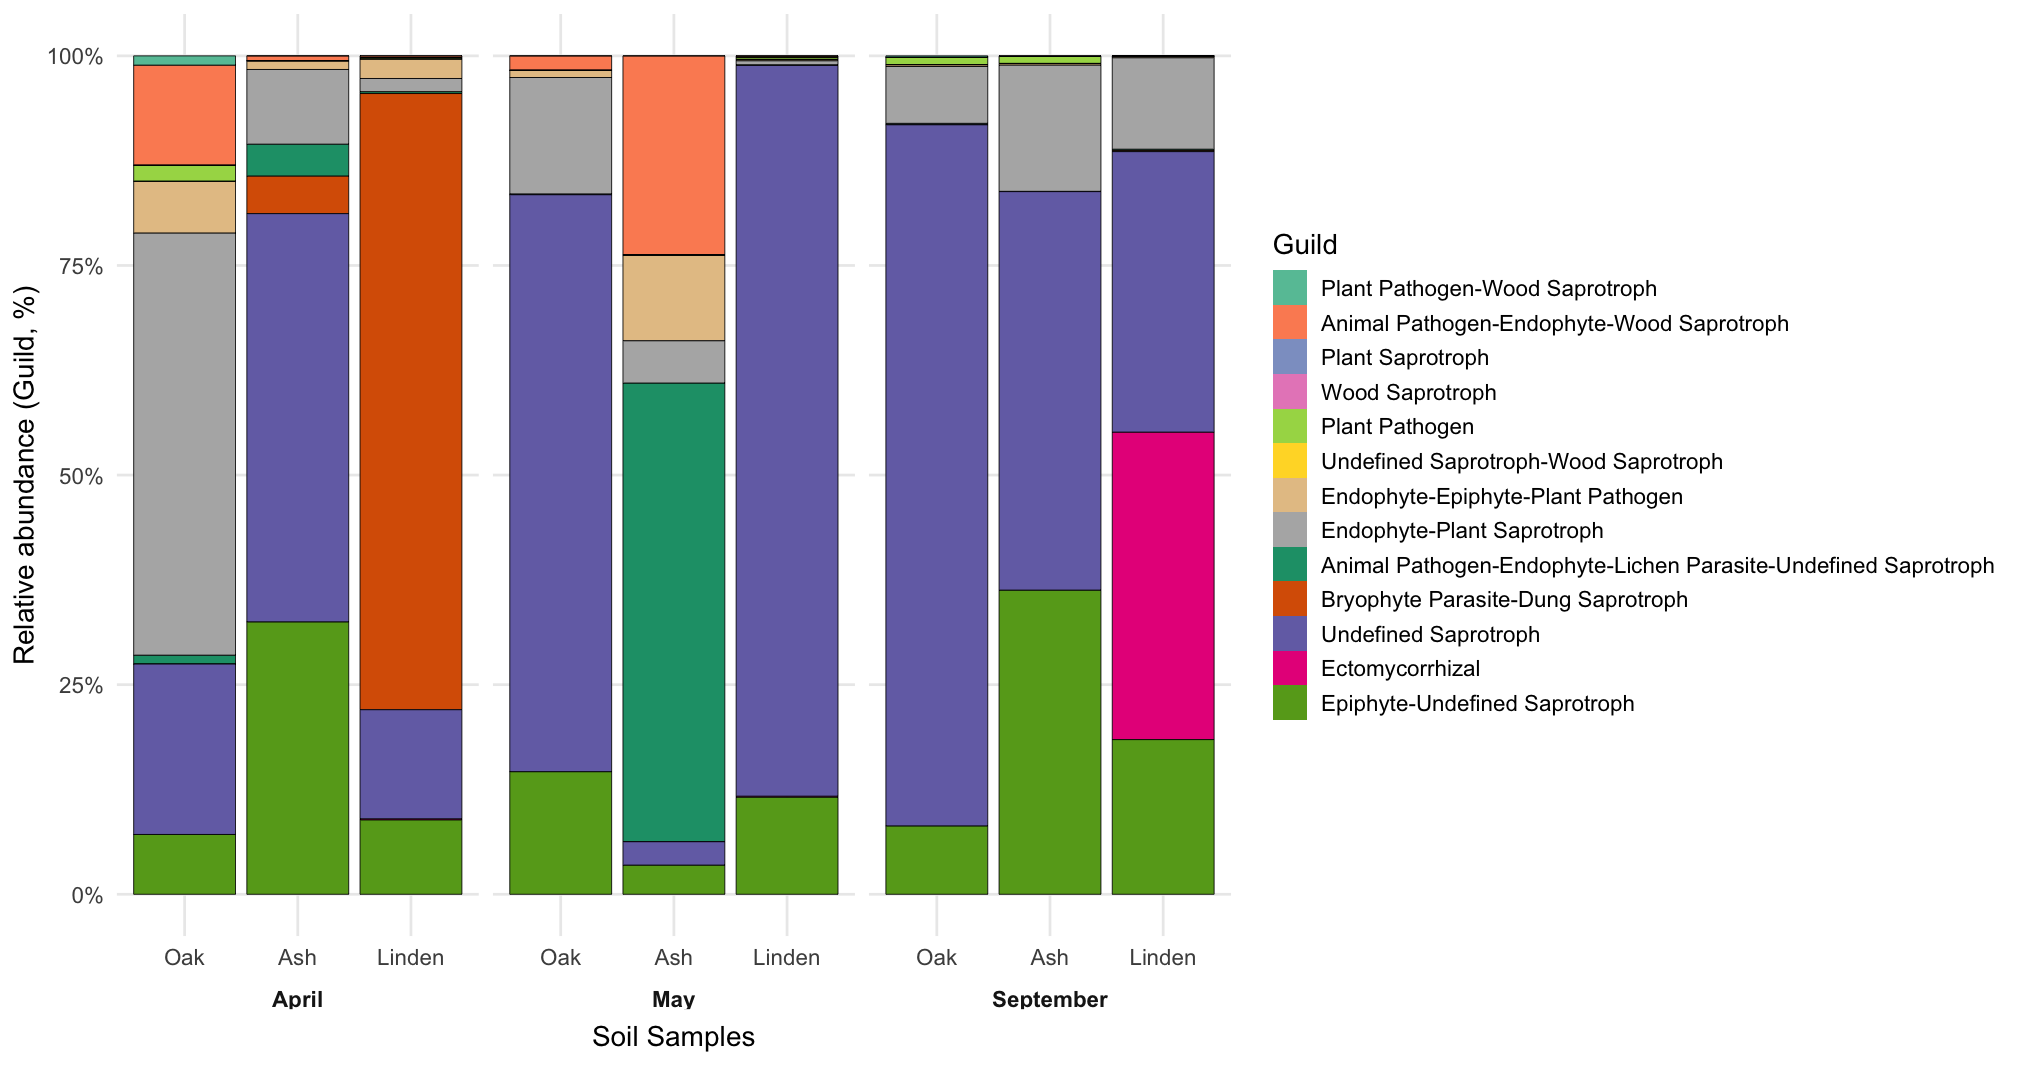 Relative abundance (Guild, %)
100%
75%
50%
25%
0%
Oak Ash Linden Oak Ash Linden Oak Ash Linden
April May September
Soil Samples
Guild
Plant Pathogen-Wood Saprotroph
Animal Pathogen-Endophyte-Wood Saprotroph
Plant Saprotroph
Wood Saprotroph
Plant Pathogen
Undefined Saprotroph-Wood Saprotroph
Endophyte-Epiphyte-Plant Pathogen
Endophyte-Plant Saprotroph
Animal Pathogen-Endophyte-Lichen Parasite-Undefined Saprotroph
Bryophyte Parasite-Dung Saprotroph
Undefined Saprotroph
Ectomycorrhizal
Epiphyte-Undefined Saprotroph